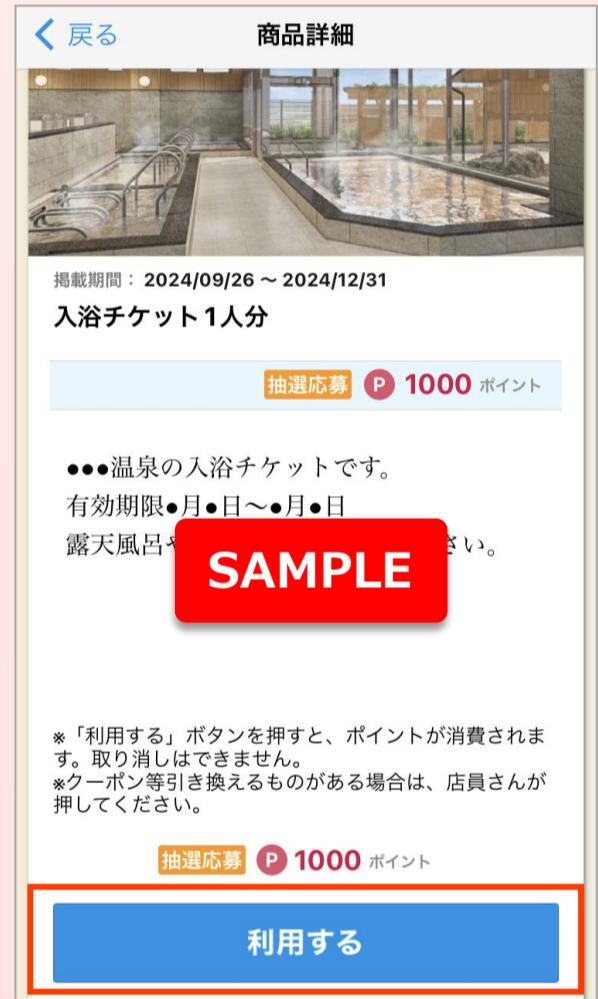 戻る 商品詳細
掲載期間： 2024/09/26 ～ 2024/12/31
入浴チケット1人分
抽選応募 P 1000 ポイント
●●●温泉の入浴チケットです。
有効期限●月●日～●月●日
露天風呂 さい。
SAMPLE
※「利用する」ボタンを押すと、ポイントが消費されま
す。取り消しはできません。
※クーポン等引き換えるものがある場合は、店員さんが
押してください。
抽選応募 P 1000 ポイント
利用する